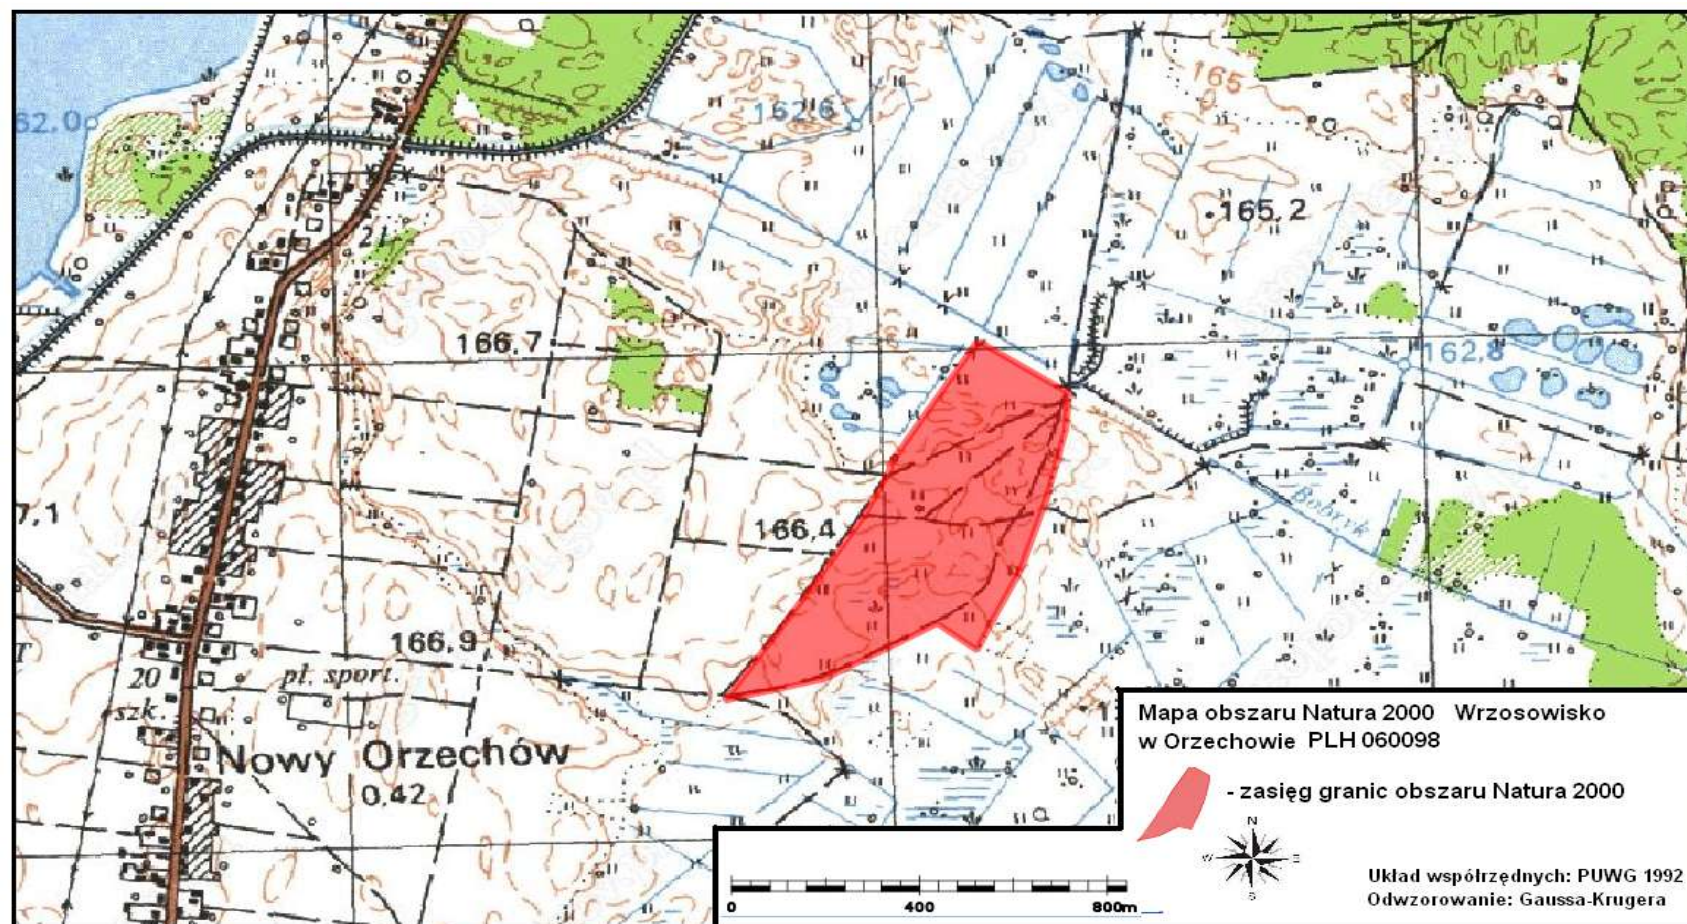 62,0
162,6
165
165,2
21
166,7
162,8
Bobryk
7,1
166,4
166,9
20
szk.
pl. sport.
Nowy Orzechów
0,42
Mapa obszaru Natura 2000 Wrzosowisko
w Orzechowie PLH 060098
- zasięg granic obszaru Natura 2000
N
W E
S
Układ współrzędnych: PUWG 1992
Odwzorowanie: Gaussa-Krugera
0 400 800m